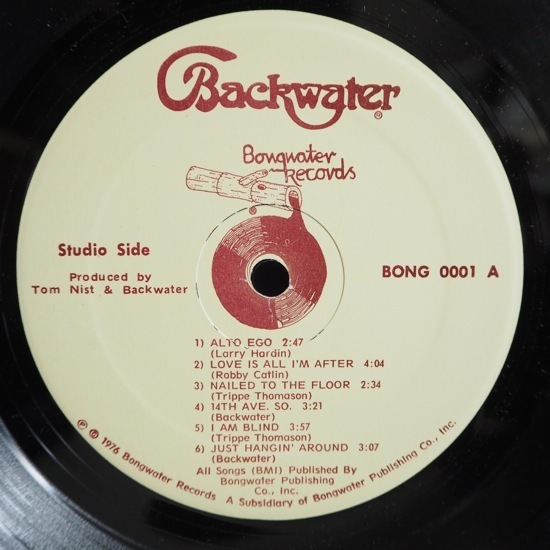 Backwater
®
Bongwater
Records
®
Studio Side
Produced by
Tom Nist & Backwater
BONG 0001 A
1) ALTO EGO 2:47
(Larry Hardin)
2) LOVE IS ALL I'M AFTER 4:04
(Robby Catlin)
3) NAILED TO THE FLOOR 2:34
(Trippe Thomason)
4) 14TH AVE. SO. 3:21
(Backwater)
5) I AM BLIND 3:57
(Trippe Thomason)
6) JUST HANGIN' AROUND 3:07
(Backwater)
All Songs (BMI) Published By
Bongwater Publishing
Co., Inc.
℗ © 1976 Bongwater Records A Subsidiary of Bongwater Publishing Co., Inc.